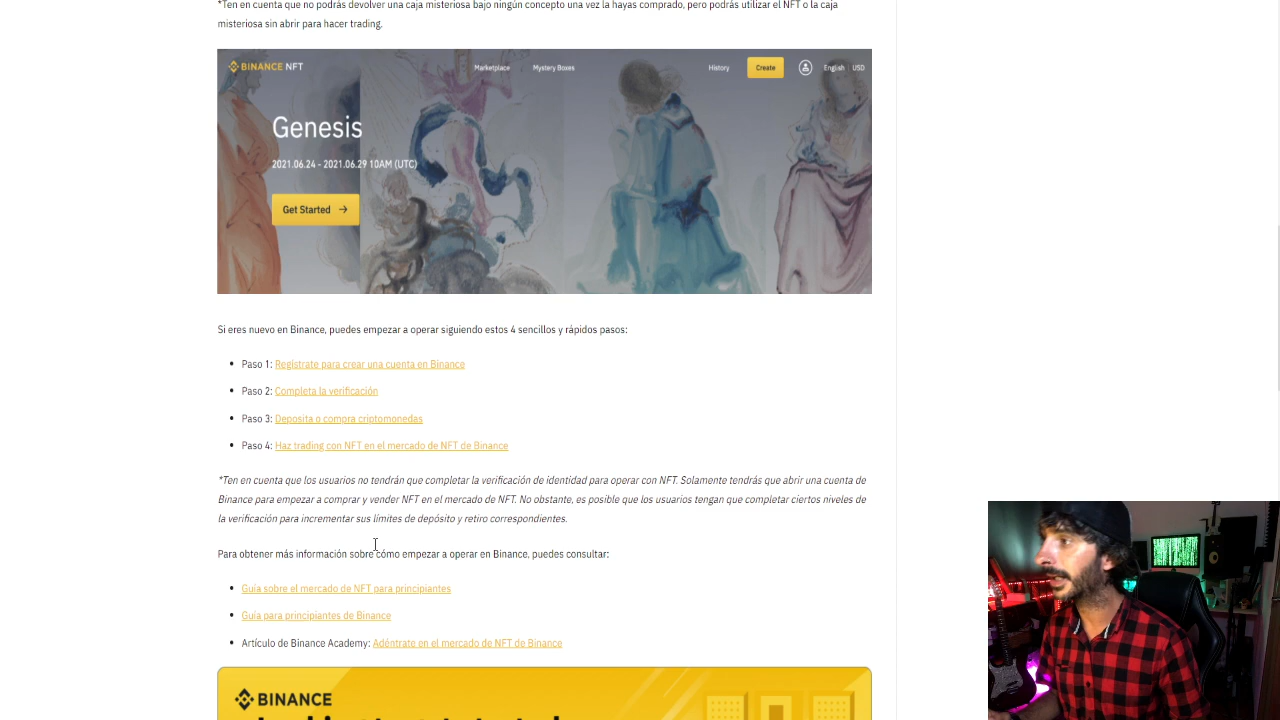 *Ten en cuenta que no podrás devolver una caja misteriosa bajo ningún concepto una vez la hayas comprado, pero podrás utilizar el NFT o la caja
misteriosa sin abrir para hacer trading.
BINANCE NFT
Marketplace
Mystery Boxes
History
Create
English | USD
Genesis
2021.06.24 - 2021.06.29 10AM (UTC)
Get Started →
Si eres nuevo en Binance, puedes empezar a operar siguiendo estos 4 sencillos y rápidos pasos:
• Paso 1: Regístrate para crear una cuenta en Binance
• Paso 2: Completa la verificación
• Paso 3: Deposita o compra criptomonedas
• Paso 4: Haz trading con NFT en el mercado de NFT de Binance
*Ten en cuenta que los usuarios no tendrán que completar la verificación de identidad para operar con NFT. Solamente tendrás que abrir una cuenta de
Binance para empezar a comprar y vender NFT en el mercado de NFT. No obstante, es posible que los usuarios tengan que completar ciertos niveles de
la verificación para incrementar sus límites de depósito y retiro correspondientes.
Para obtener más información sobre cómo empezar a operar en Binance, puedes consultar:
• Guía sobre el mercado de NFT para principiantes
• Guía para principiantes de Binance
• Artículo de Binance Academy: Adéntrate en el mercado de NFT de Binance
BINANCE